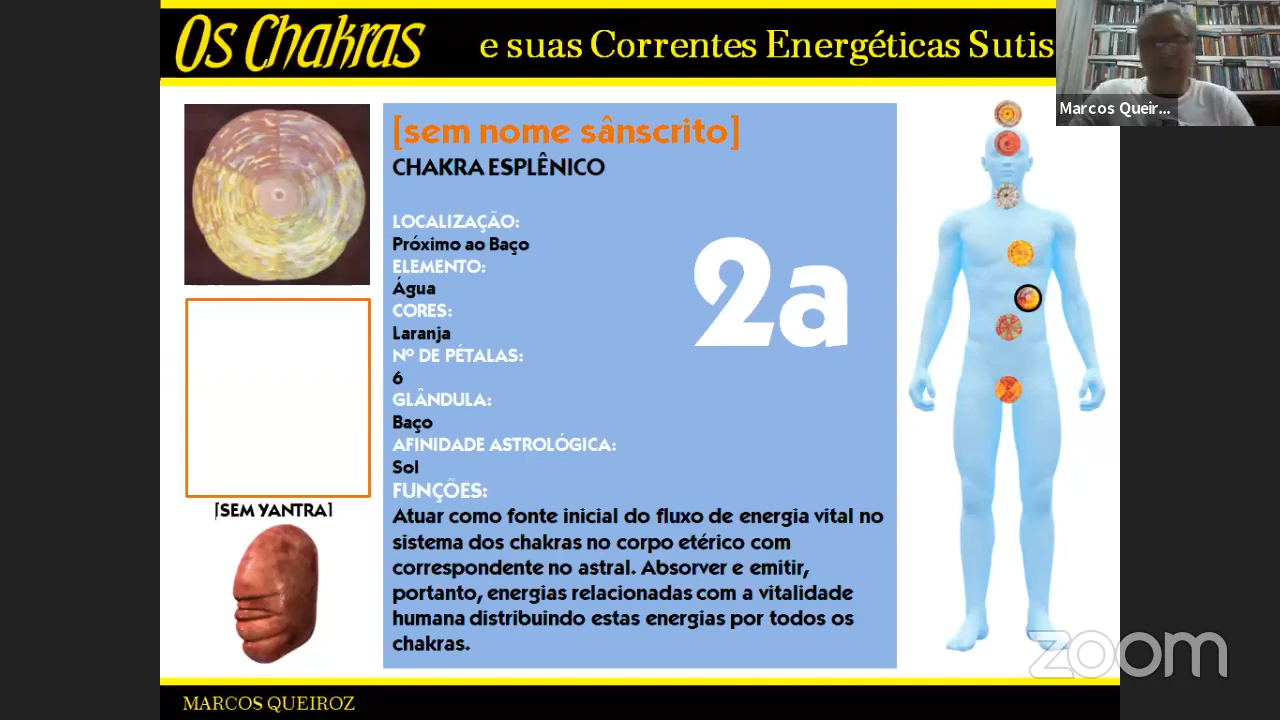 Os Chakras e suas Correntes Energéticas Sutis
Marcos Queir...
[sem nome sânscrito]
CHAKRA ESPLÊNICO
LOCALIZAÇÃO:
Próximo ao Baço
ELEMENTO:
Água
CORES:
Laranja
Nº DE PÉTALAS:
6
GLÂNDULA:
Baço
AFINIDADE ASTROLÓGICA:
Sol
FUNÇÕES:
Atuar como fonte inicial do fluxo de energia vital no
sistema dos chakras no corpo etérico com
correspondente no astral. Absorver e emitir,
portanto, energias relacionadas com a vitalidade
humana distribuindo estas energias por todos os
chakras.
2a
[SEM YANTRA]
zoom
MARCOS QUEIROZ